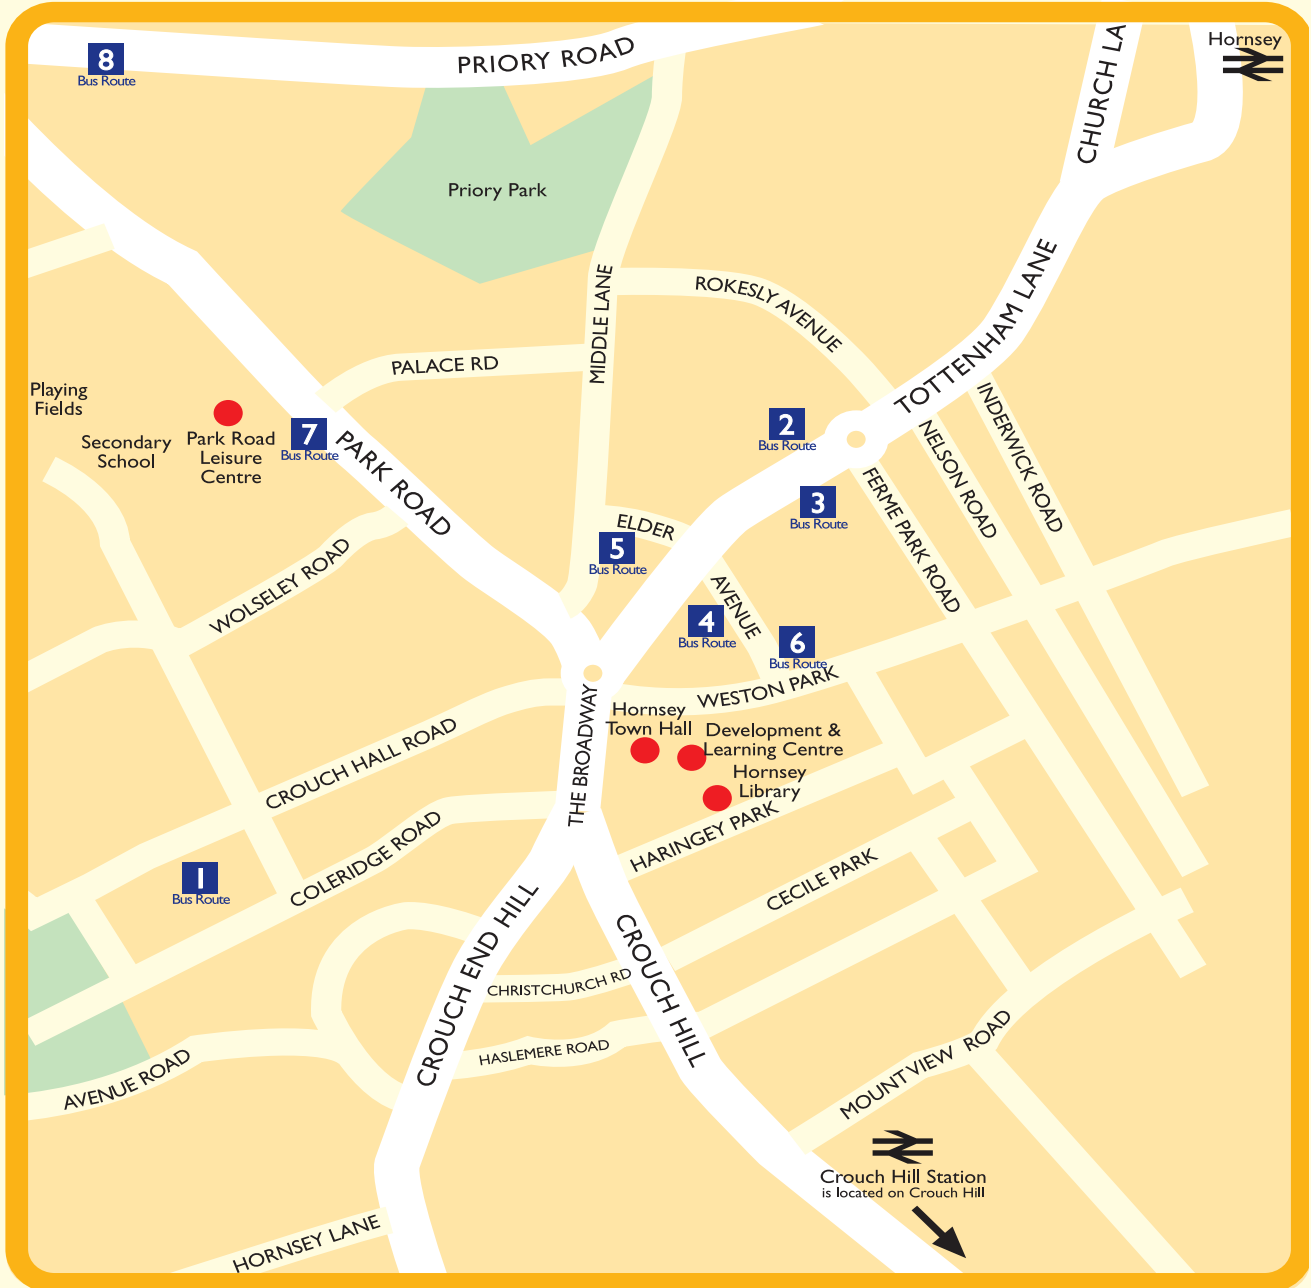 Hornsey
PRIORY ROAD
8
Bus Route
CHURCH LA
Priory Park
TOTTENHAM LANE
MIDDLE LANE
ROKESLY AVENUE
PALACE RD
Playing
Fields
Secondary
School
Park Road
Leisure
Centre
7
Bus Route
PARK ROAD
2
Bus Route
3
Bus Route
INDERWICK ROAD
NELSON ROAD
FERME PARK ROAD
ELDER
AVENUE
5
Bus Route
WOLSELEY ROAD
4
Bus Route
6
Bus Route
WESTON PARK
THE BROADWAY
Hornsey
Town Hall
Development &
Learning Centre
Hornsey
Library
CROUCH HALL ROAD
HARINGEY PARK
COLERIDGE ROAD
1
Bus Route
CECILE PARK
CROUCH END HILL
CROUCH HILL
CHRISTCHURCH RD
HASLEMERE ROAD
AVENUE ROAD
MOUNT VIEW ROAD
Crouch Hill Station
is located on Crouch Hill
HORNSEY LANE